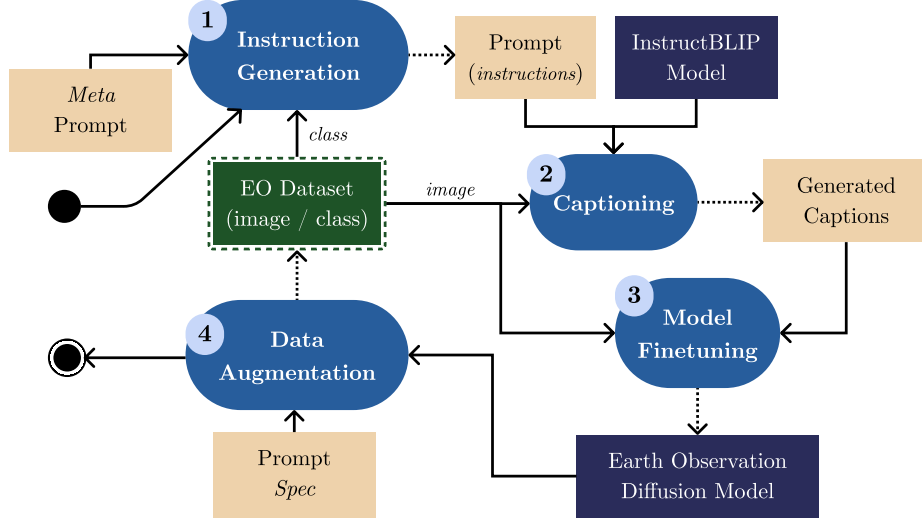 1
Instruction
Generation
Prompt
(instructions)
InstructBLIP
Model
Meta
Prompt
class
2
Captioning
image
EO Dataset
(image / class)
Generated
Captions
3
Model
Finetuning
4
Data
Augmentation
Prompt
Spec
Earth Observation
Diffusion Model